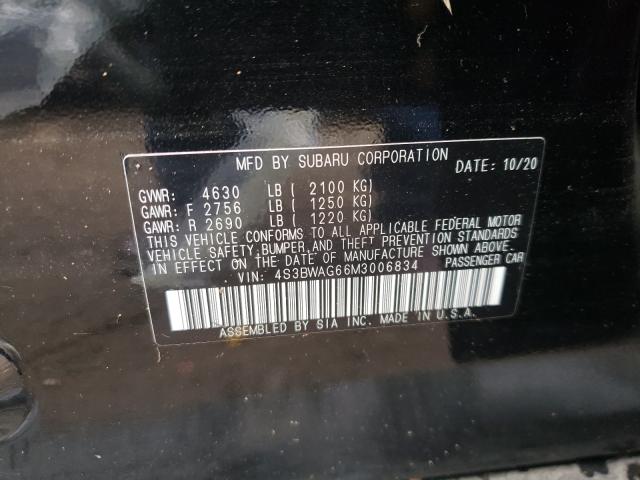 MFD BY SUBARU CORPORATION DATE: 10/20
GVWR: 4630 LB ( 2100 KG)
GAWR: F 2756 LB ( 1250 KG)
GAWR: R 2690 LB ( 1220 KG)
THIS VEHICLE CONFORMS TO ALL APPLICABLE FEDERAL MOTOR
VEHICLE SAFETY,BUMPER,AND THEFT PREVENTION STANDARDS
IN EFFECT ON THE DATE OF MANUFACTURE SHOWN ABOVE.
VIN: 4S3BWAG66M3006834 PASSENGER CAR
ASSEMBLED BY SIA INC. MADE IN U.S.A.